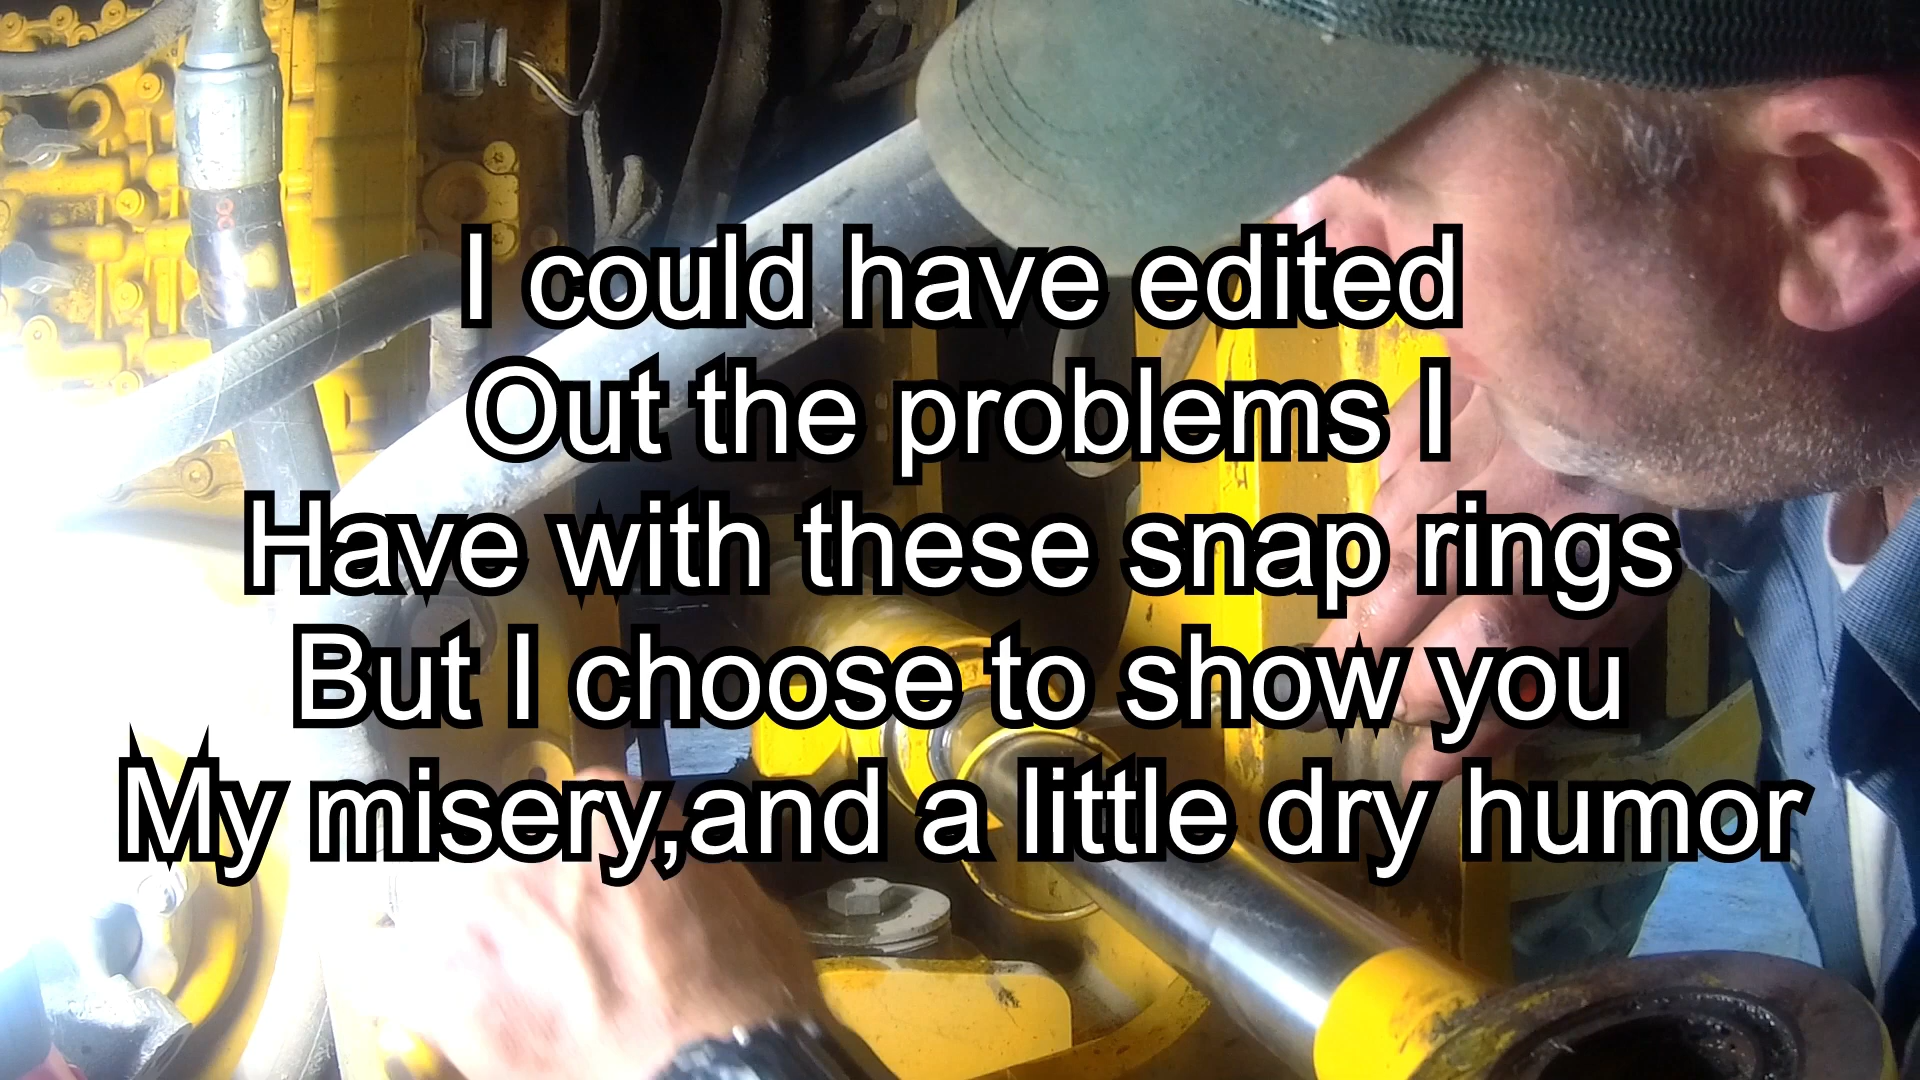 I could have edited
Out the problems I
Have with these snap rings
But I choose to show you
My misery,and a little dry humor